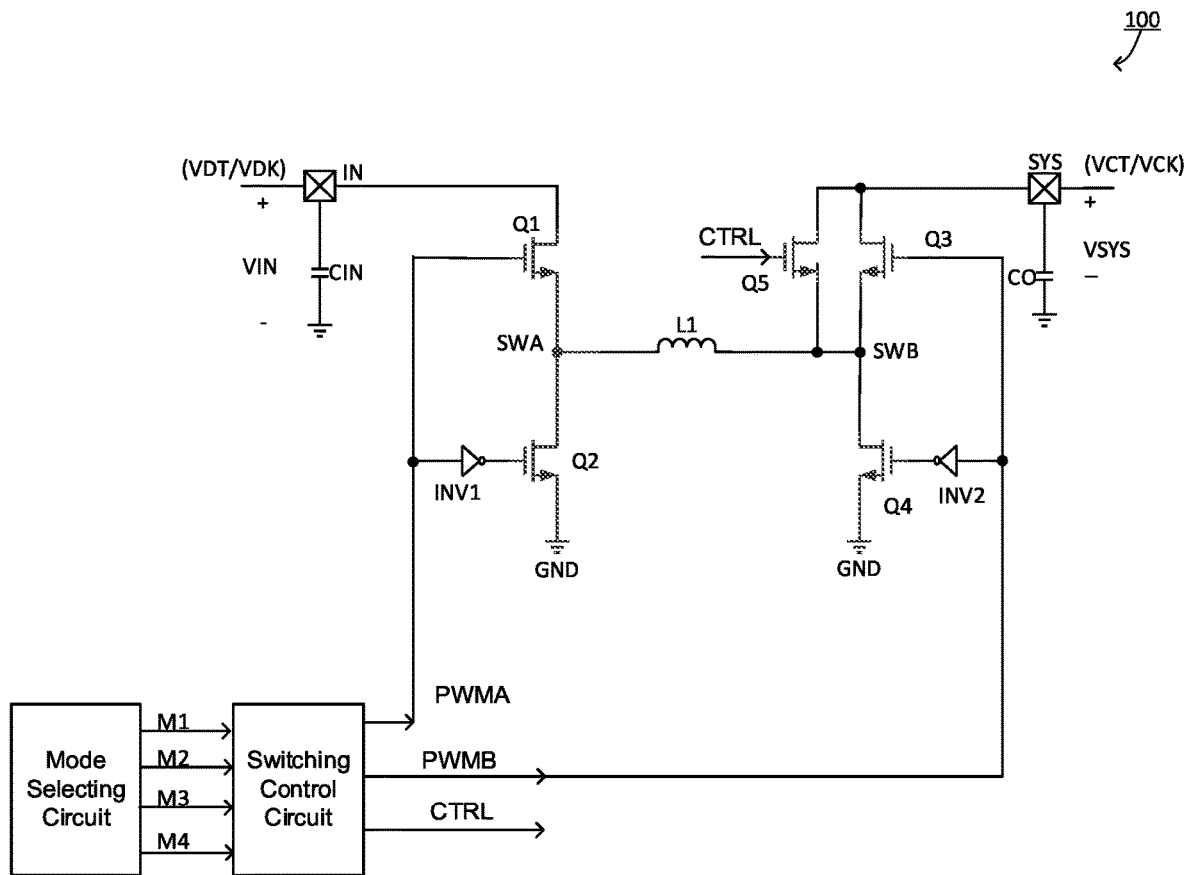 100
(VDT/VDK)
IN
SYS
(VCT/VCK)
+
+
Q1
CTRL
Q3
VIN
CIN
Q5
CO
VSYS
–
-
L1
SWA
SWB
Q2
INV1
Q4
INV2
GND
GND
PWMA
Mode
Selecting
Circuit
M1
M2
M3
M4
Switching
Control
Circuit
PWMB
CTRL